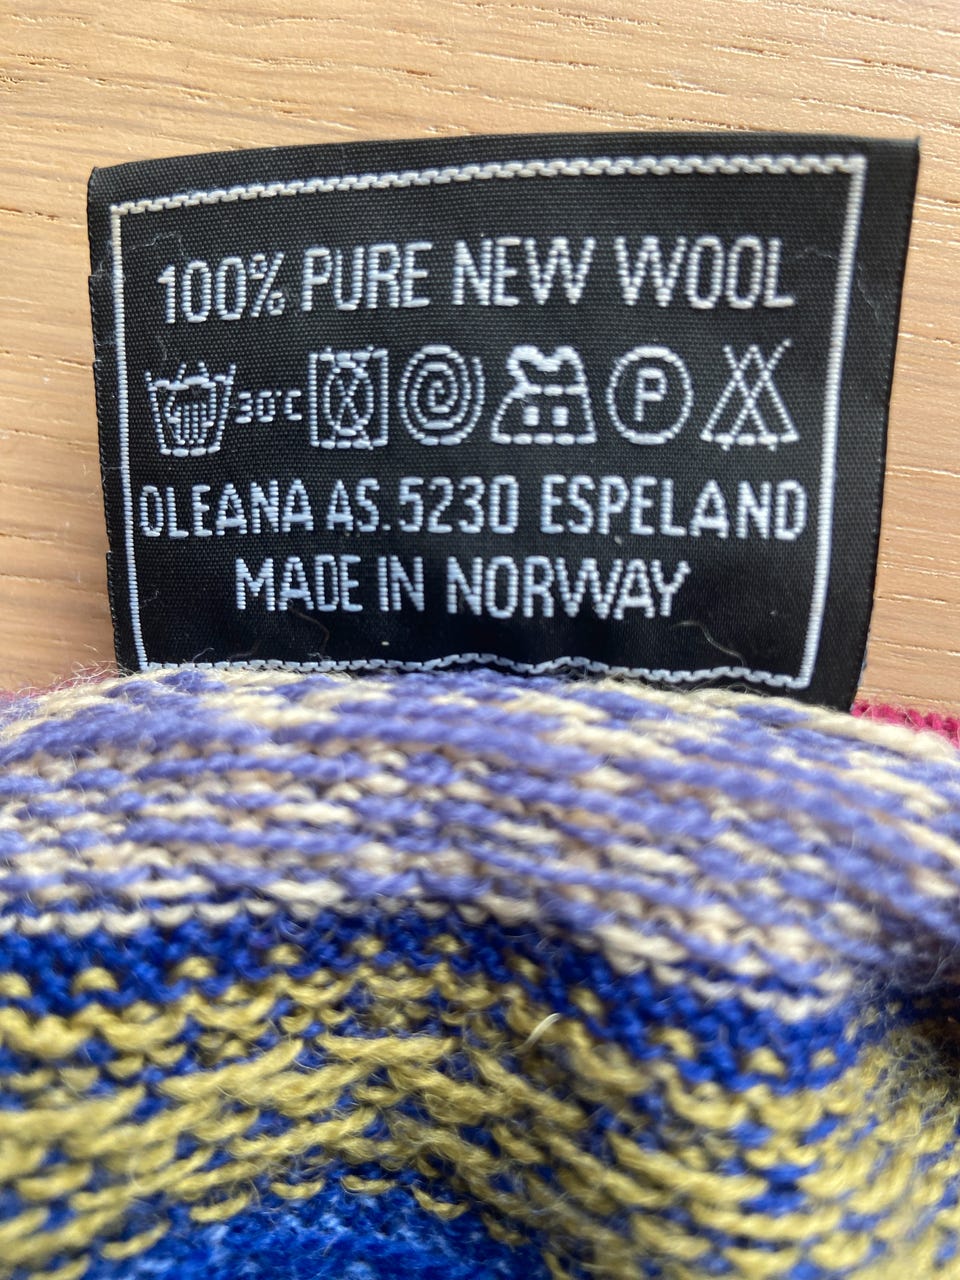 100% PURE NEW WOOL
30°C P
OLEANA AS. 5230 ESPELAND
MADE IN NORWAY